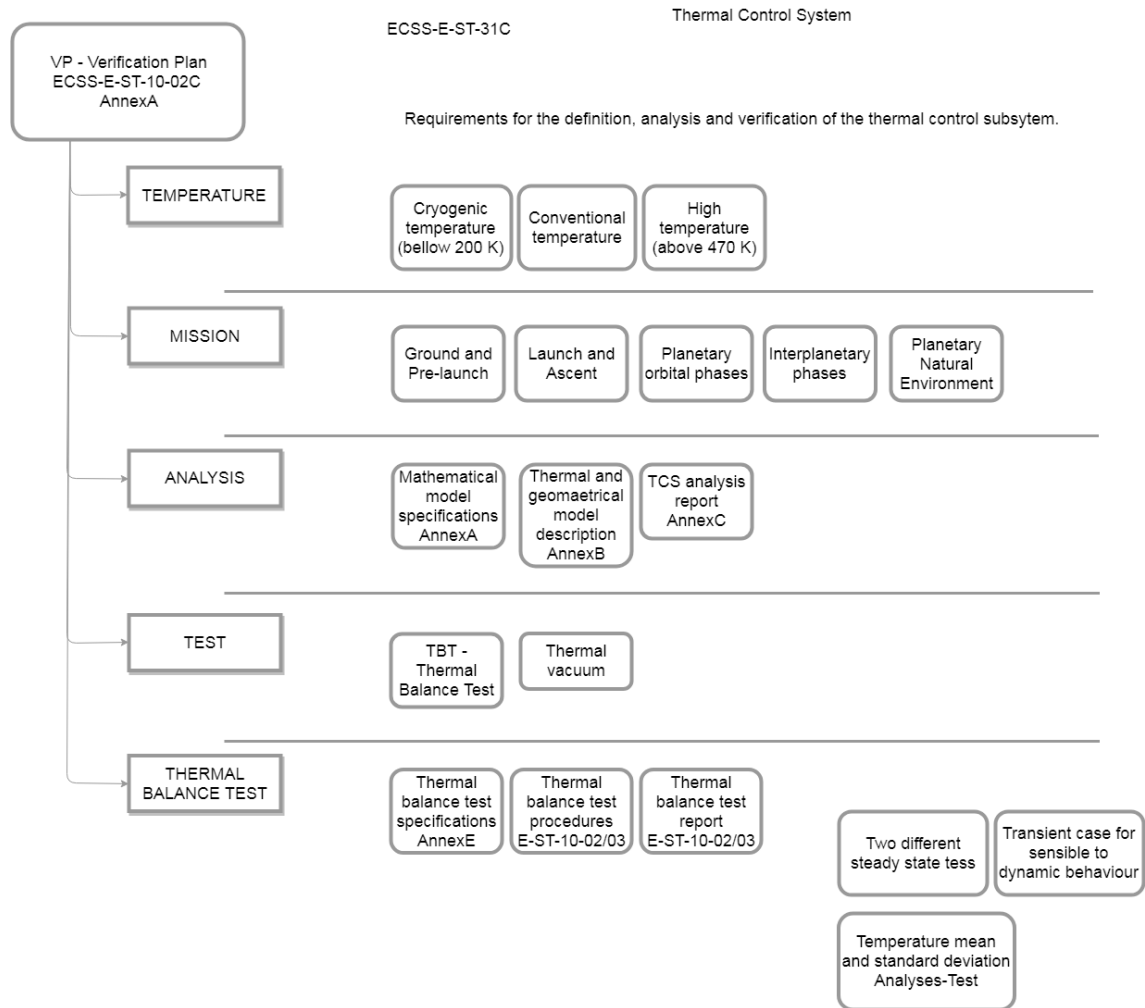 ECSS-E-ST-31C
Thermal Control System
VP - Verification Plan
ECSS-E-ST-10-02C
AnnexA
Requirements for the definition, analysis and verification of the thermal control subsytem.
TEMPERATURE
Cryogenic
temperature
(bellow 200 K)
Conventional
temperature
High
temperature
(above 470 K)
MISSION
Ground and
Pre-launch
Launch and
Ascent
Planetary
orbital phases
Interplanetary
phases
Planetary
Natural
Environment
ANALYSIS
Mathematical
model
specifications
AnnexA
Thermal and
geomaetrical
model
description
AnnexB
TCS analysis
report
AnnexC
TEST
TBT -
Thermal
Balance Test
Thermal
vacuum
THERMAL
BALANCE TEST
Thermal
balance test
specifications
AnnexE
Thermal
balance test
procedures
E-ST-10-02/03
Thermal
balance test
report
E-ST-10-02/03
Two different
steady state tess
Transient case for
sensible to
dynamic behaviour
Temperature mean
and standard deviation
Analyses-Test